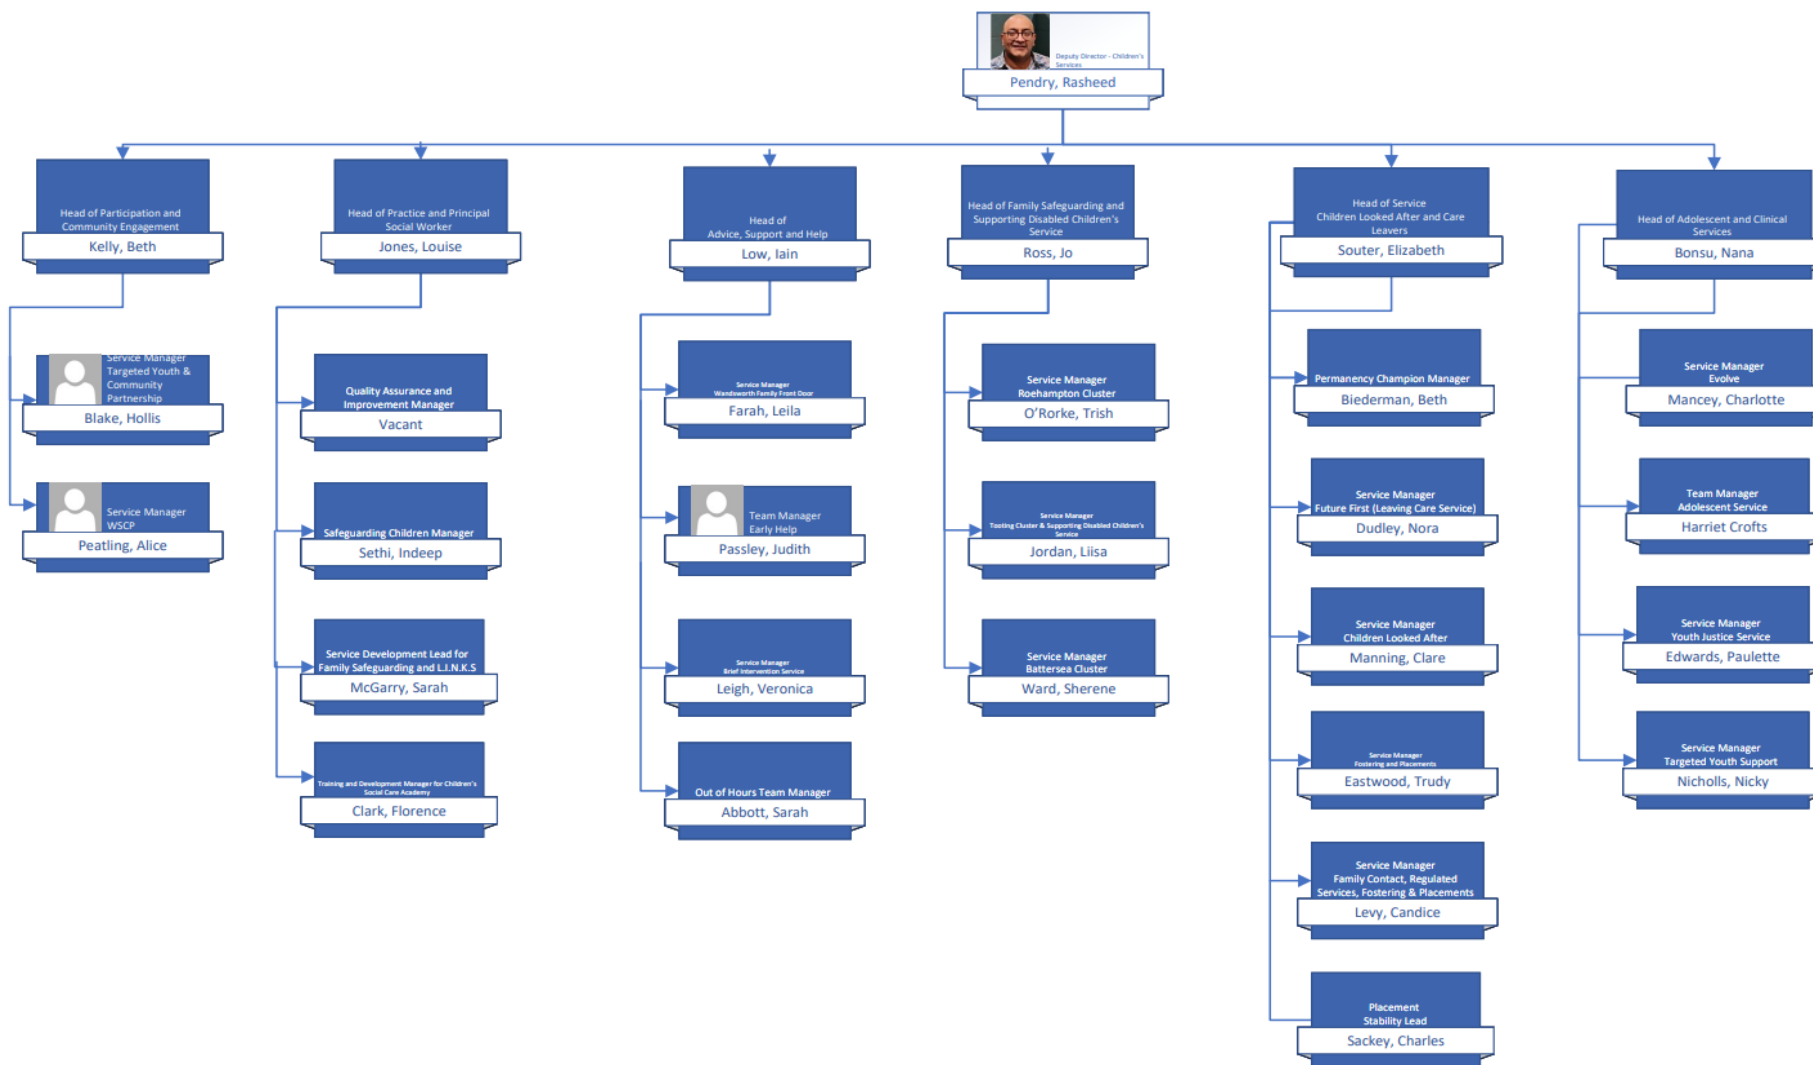 Deputy Director - Children's
Services
Pendry, Rasheed
Head of Participation and
Community Engagement
Kelly, Beth
Head of Practice and Principal
Social Worker
Jones, Louise
Head of
Advice, Support and Help
Low, Iain
Head of Family Safeguarding and
Supporting Disabled Children's
Service
Ross, Jo
Head of Service
Children Looked After and Care
Leavers
Souter, Elizabeth
Head of Adolescent and Clinical
Services
Bonsu, Nana
Service Manager
Targeted Youth &
Community
Partnership
Blake, Hollis
Service Manager
WSCP
Peatling, Alice
Quality Assurance and
Improvement Manager
Vacant
Safeguarding Children Manager
Sethi, Indeep
Service Development Lead for
Family Safeguarding and L.I.N.K.S
McGarry, Sarah
Training and Development Manager for Children's
Social Care Academy
Clark, Florence
Service Manager
Wandsworth Family Front Door
Farah, Leila
Team Manager
Early Help
Passley, Judith
Service Manager
Brief Intervention Service
Leigh, Veronica
Out of Hours Team Manager
Abbott, Sarah
Service Manager
Roehampton Cluster
O'Rorke, Trish
Service Manager
Tooting Cluster & Supporting Disabled Children's
Service
Jordan, Liisa
Service Manager
Battersea Cluster
Ward, Sherene
Permanency Champion Manager
Biederman, Beth
Service Manager
Future First (Leaving Care Service)
Dudley, Nora
Service Manager
Children Looked After
Manning, Clare
Service Manager
Fostering and Placements
Eastwood, Trudy
Service Manager
Family Contact, Regulated
Services, Fostering & Placements
Levy, Candice
Placement
Stability Lead
Sackey, Charles
Service Manager
Evolve
Mancey, Charlotte
Team Manager
Adolescent Service
Harriet Crofts
Service Manager
Youth Justice Service
Edwards, Paulette
Service Manager
Targeted Youth Support
Nicholls, Nicky